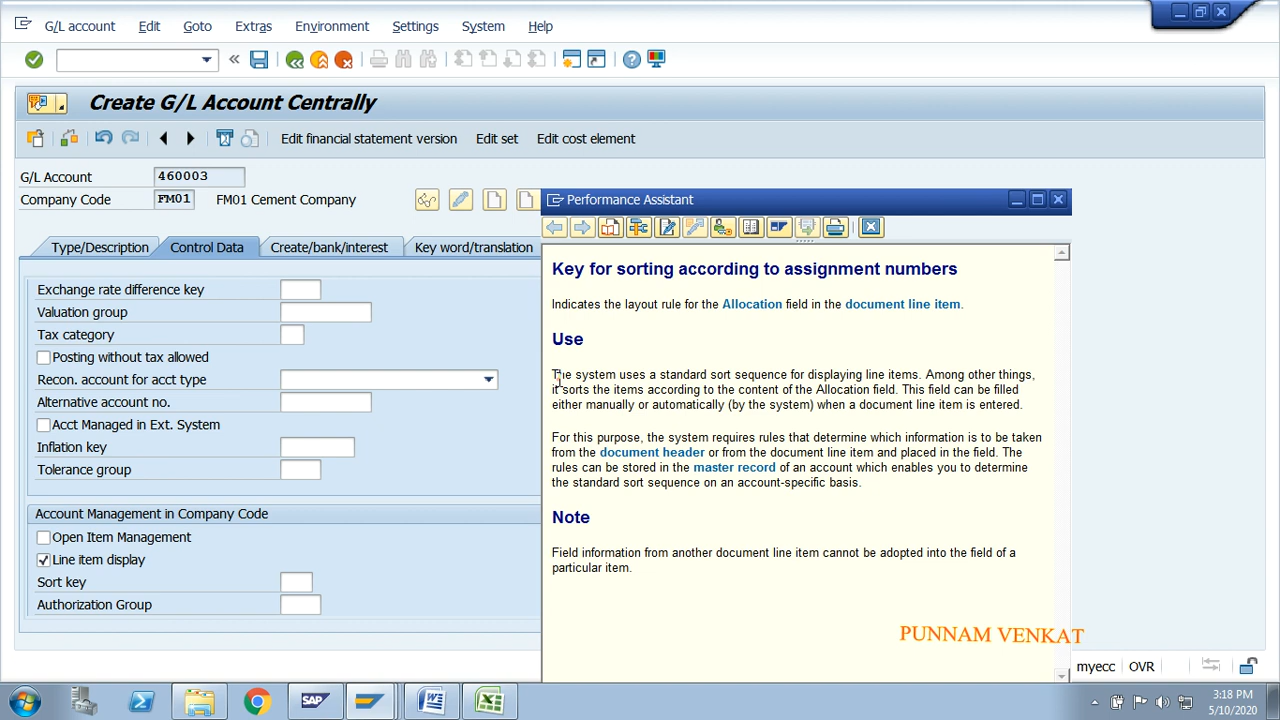 G/L account Edit Goto Extras Environment Settings System Help
Create G/L Account Centrally
Edit financial statement version Edit set Edit cost element
G/L Account 460003
Company Code FM01 FM01 Cement Company
Type/Description Control Data Create/bank/interest Key word/translation
Exchange rate difference key
Valuation group
Tax category
Posting without tax allowed
Recon. account for acct type
Alternative account no.
Acct Managed in Ext. System
Inflation key
Tolerance group
Account Management in Company Code
Open Item Management
Line item display
Sort key
Authorization Group
Performance Assistant
Key for sorting according to assignment numbers
Indicates the layout rule for the Allocation field in the document line item.
Use
The system uses a standard sort sequence for displaying line items. Among other things,
it sorts the items according to the content of the Allocation field. This field can be filled
either manually or automatically (by the system) when a document line item is entered.
For this purpose, the system requires rules that determine which information is to be taken
from the document header or from the document line item and placed in the field. The
rules can be stored in the master record of an account which enables you to determine
the standard sort sequence on an account-specific basis.
Note
Field information from another document line item cannot be adopted into the field of a
particular item.
PUNNAM VENKAT
myecc OVR
SAP
3:18 PM
5/10/2020